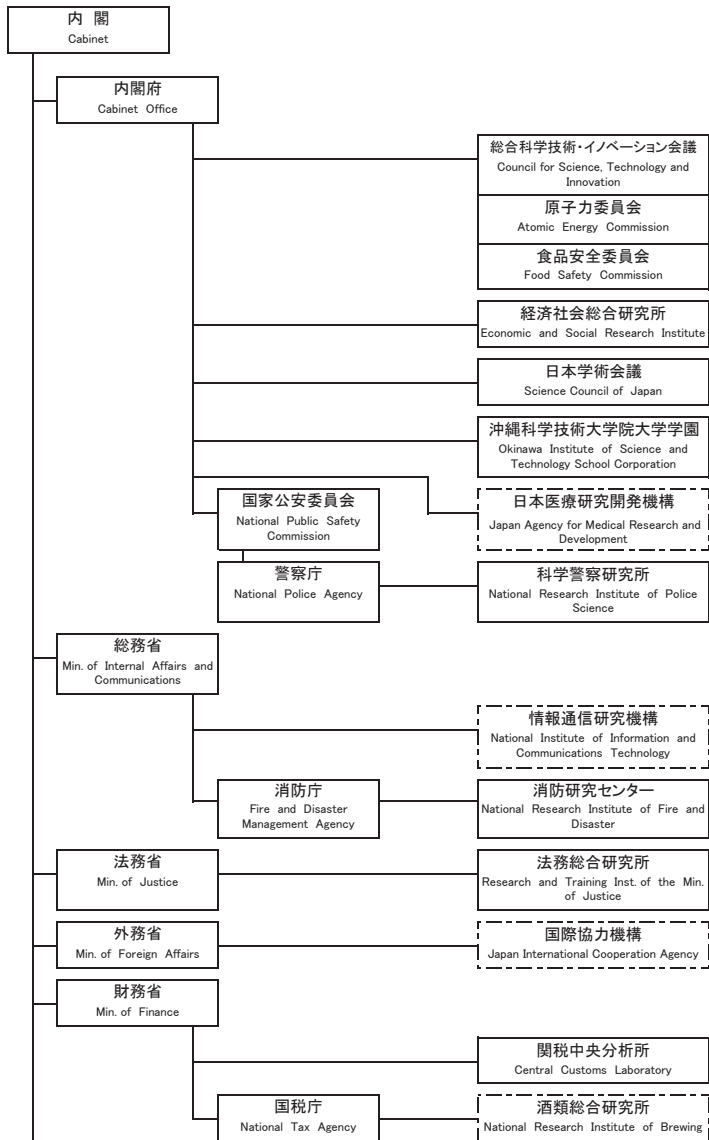 内 閣
Cabinet
内閣府
Cabinet Office
総合科学技術・イノベーション会議
Council for Science, Technology and
Innovation
原子力委員会
Atomic Energy Commission
食品安全委員会
Food Safety Commission
経済社会総合研究所
Economic and Social Research Institute
日本学術会議
Science Council of Japan
沖縄科学技術大学院大学学園
Okinawa Institute of Science and
Technology School Corporation
国家公安委員会
National Public Safety
Commission
日本医療研究開発機構
Japan Agency for Medical Research and
Development
警察庁
National Police Agency
科学警察研究所
National Research Institute of Police
Science
総務省
Min. of Internal Affairs and
Communications
情報通信研究機構
National Institute of Information and
Communications Technology
消防庁
Fire and Disaster
Management Agency
消防研究センター
National Research Institute of Fire and
Disaster
法務省
Min. of Justice
法務総合研究所
Research and Training Inst. of the Min.
of Justice
外務省
Min. of Foreign Affairs
国際協力機構
Japan International Cooperation Agency
財務省
Min. of Finance
関税中央分析所
Central Customs Laboratory
国税庁
National Tax Agency
酒類総合研究所
National Research Institute of Brewing